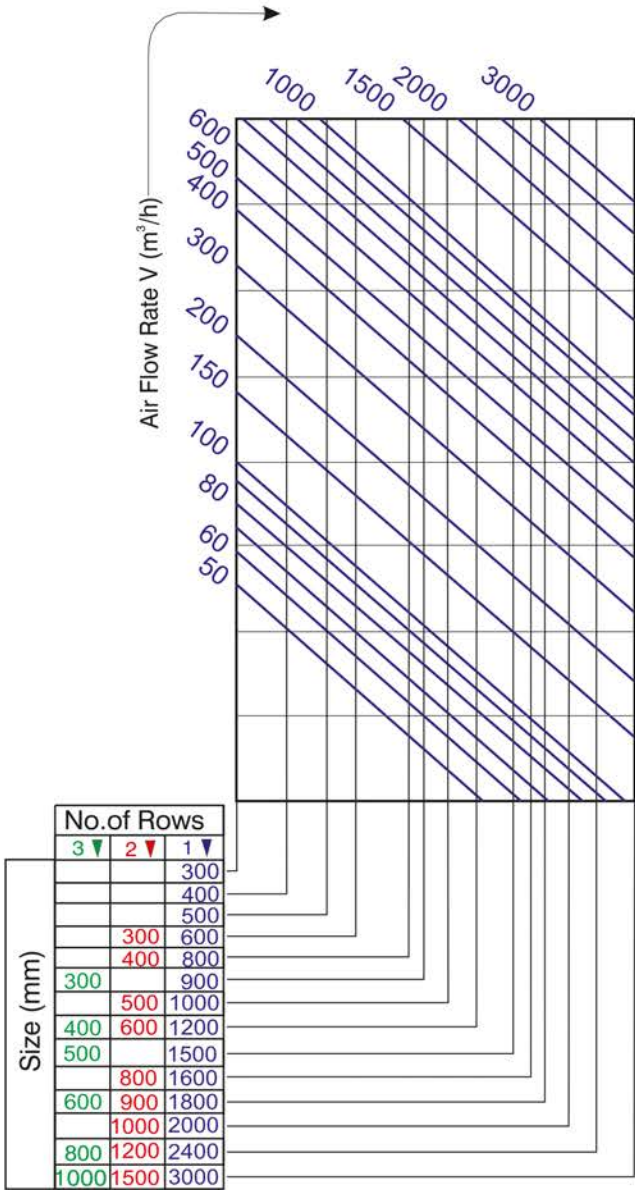 1000 1500 2000 3000
600
500
400
300
200
150
100
80
60
50
Air Flow Rate V (m³/h)
No.of Rows
3 ▼ 2 ▼ 1 ▼
Size (mm)
300
400
500
300 600
400 800
300 900
500 1000
400 600 1200
500 1500
800 1600
600 900 1800
1000 2000
800 1200 2400
1000 1500 3000